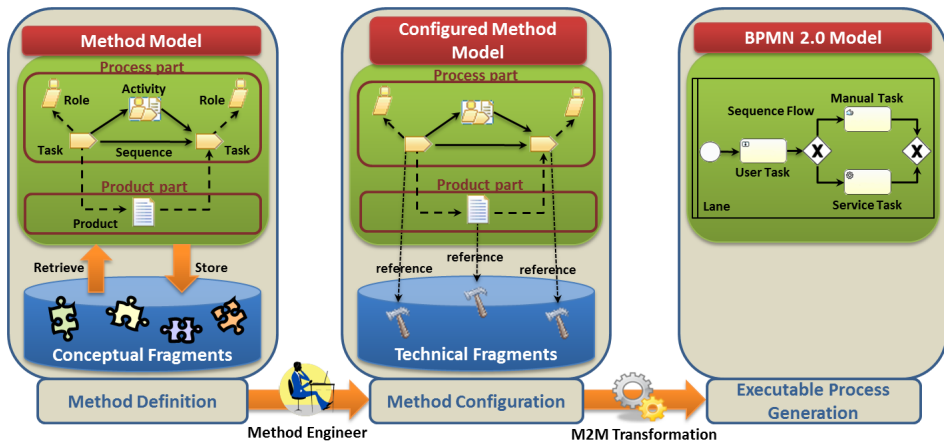 Method Model
Process part
Role
Activity
Role
Task
Sequence
Task
Product part
Product
Retrieve
Store
Conceptual Fragments
Method Definition
Method Engineer
Configured Method
Model
Process part
Product part
reference
reference
reference
Technical Fragments
Method Configuration
M2M Transformation
BPMN 2.0 Model
Manual Task
Sequence Flow
X
X
User Task
Service Task
Lane
Executable Process
Generation